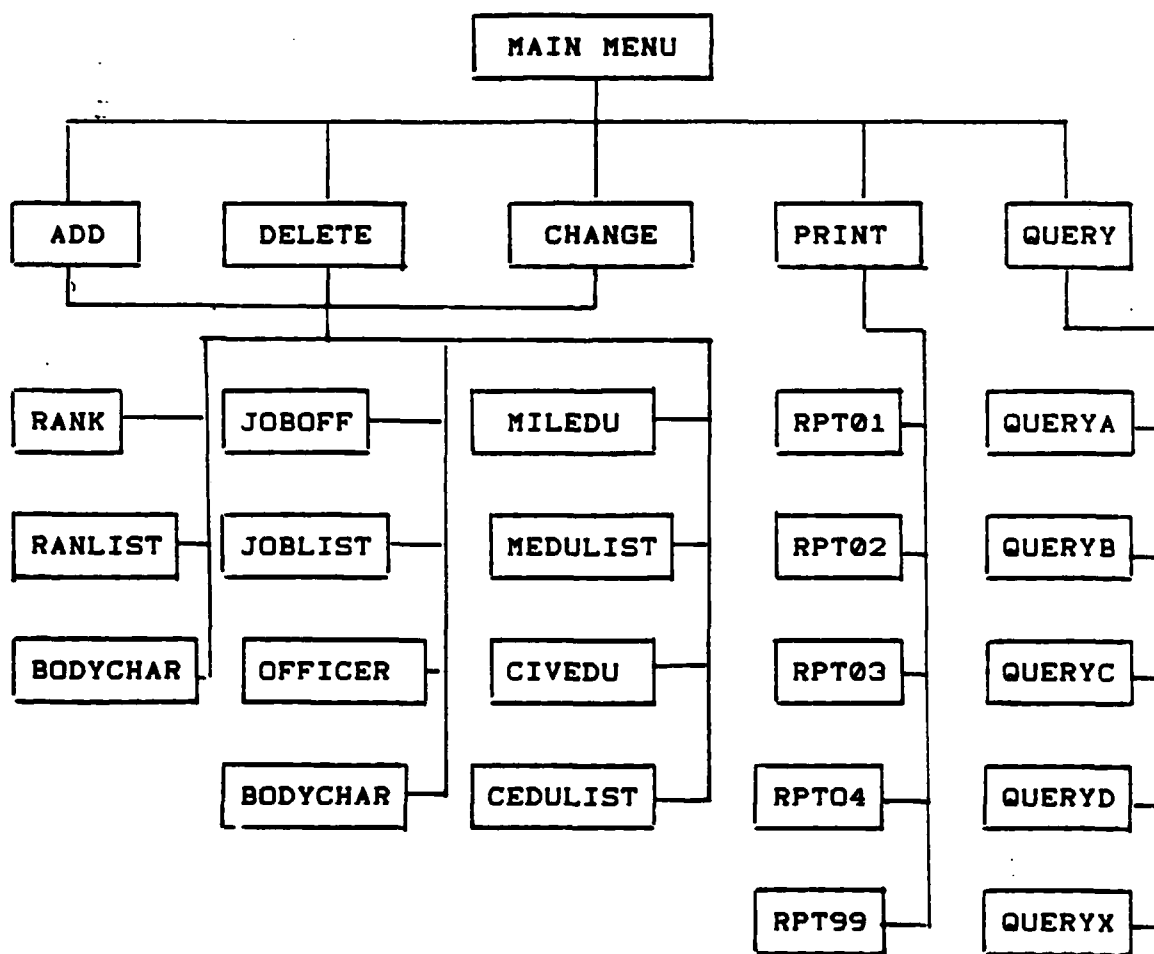 MAIN MENU
ADD DELETE CHANGE PRINT QUERY
RANK JOBOFF MILEDU RPT01 QUERYA
RANLIST JOBLIST MEDULIST RPT02 QUERYB
BODYCHAR OFFICER CIVEDU RPT03 QUERYC
BODYCHAR CEDULIST RPTO4 QUERYD
RPT99 QUERYX